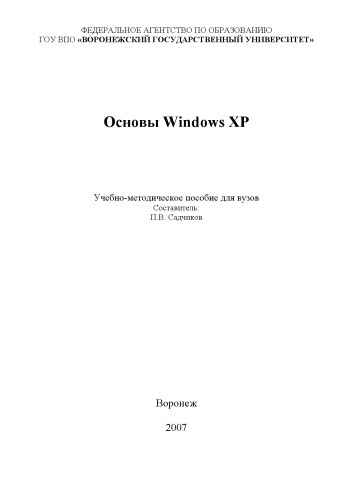 ФЕДЕРАЛЬНОЕ АГЕНТСТВО ПО ОБРАЗОВАНИЮ
ГОУ ВПО «ВОРОНЕЖСКИЙ ГОСУДАРСТВЕННЫЙ УНИВЕРСИТЕТ»
Основы Windows XP
Учебно-методическое пособие для вузов
Составитель:
П.В. Садчиков
Воронеж
2007